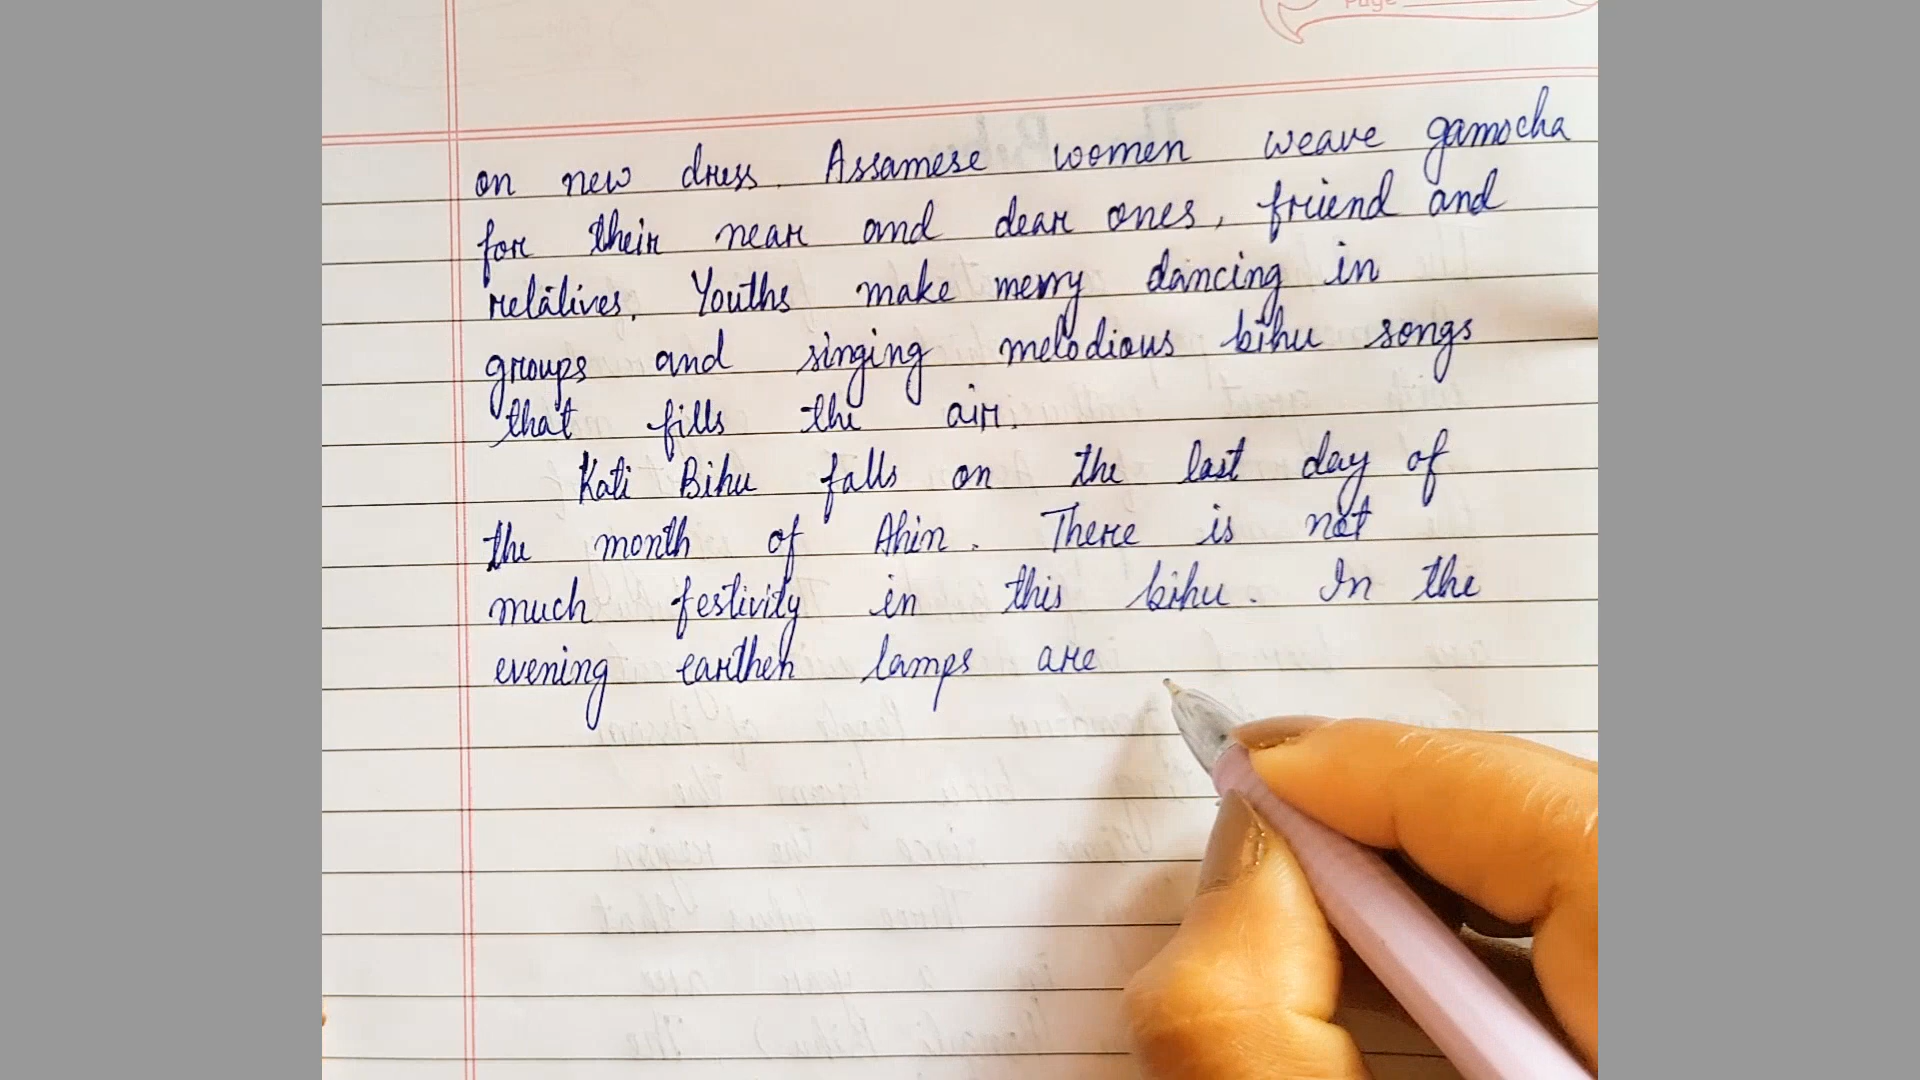 Page
on new dress. Assamese women weave gamocha
for their near and dear ones, friend and
relatives. Youths make merry dancing in
groups and singing melodious bihu songs
that fills the air.
Kati Bihu falls on the last day of
the month of Ahin. There is not
much festivity in this bihu. In the
evening earthen lamps are